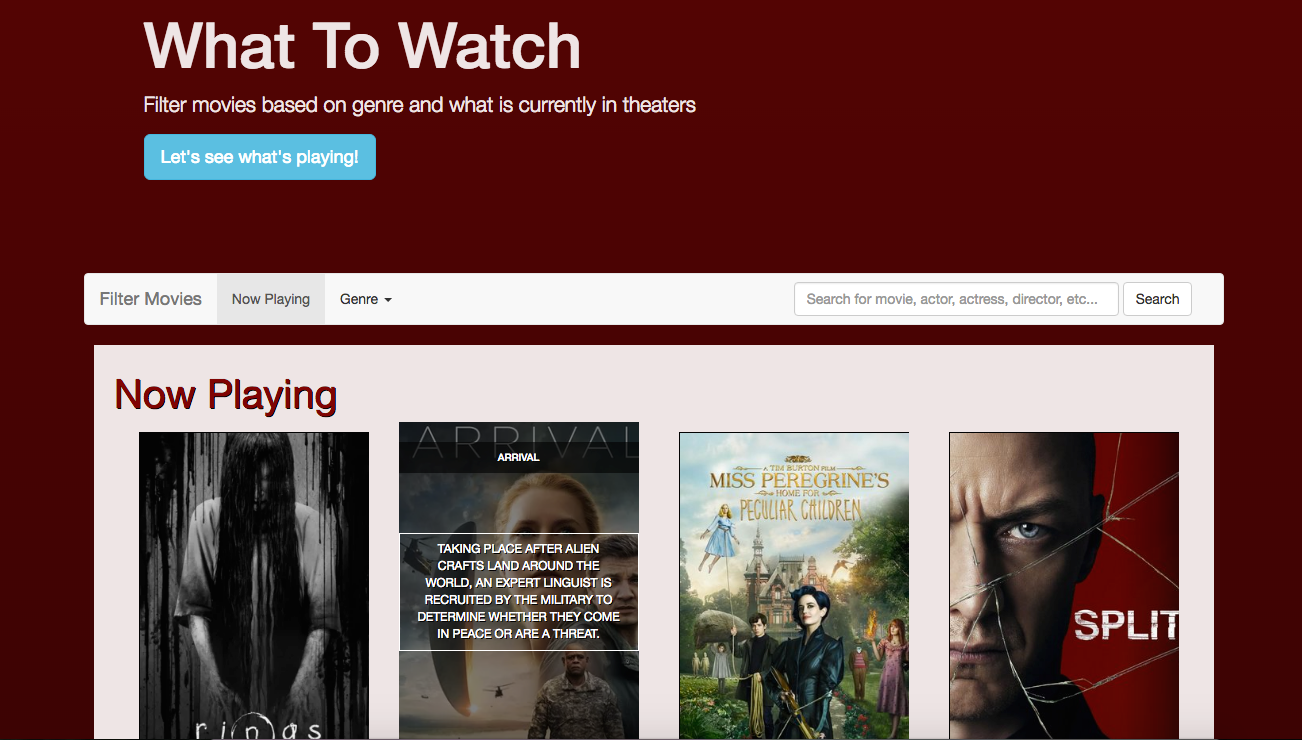 What To Watch
Filter movies based on genre and what is currently in theaters
Let's see what's playing!
Filter Movies Now Playing Genre Search for movie, actor, actress, director, etc... Search
Now Playing
ARRIVAL
ARRIVAL
TAKING PLACE AFTER ALIEN
CRAFTS LAND AROUND THE
WORLD, AN EXPERT LINGUIST IS
RECRUITED BY THE MILITARY TO
DETERMINE WHETHER THEY COME
IN PEACE OR ARE A THREAT.
A TIM BURTON FILM
MISS PEREGRINE'S
HOME FOR
PECULIAR CHILDREN
SPLIT
rings